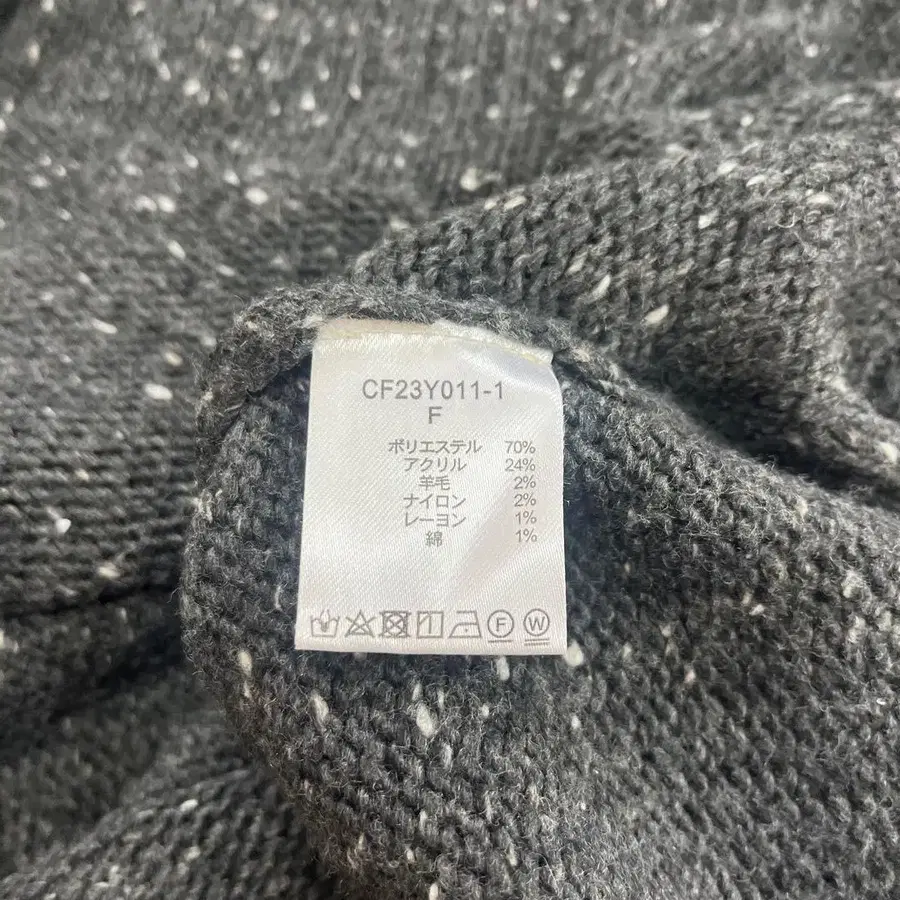 CF23Y011-1
F
ポリエステル 70%
アクリル 24%
羊毛 2%
ナイロン 2%
レーヨン 1%
綿 1%
F W